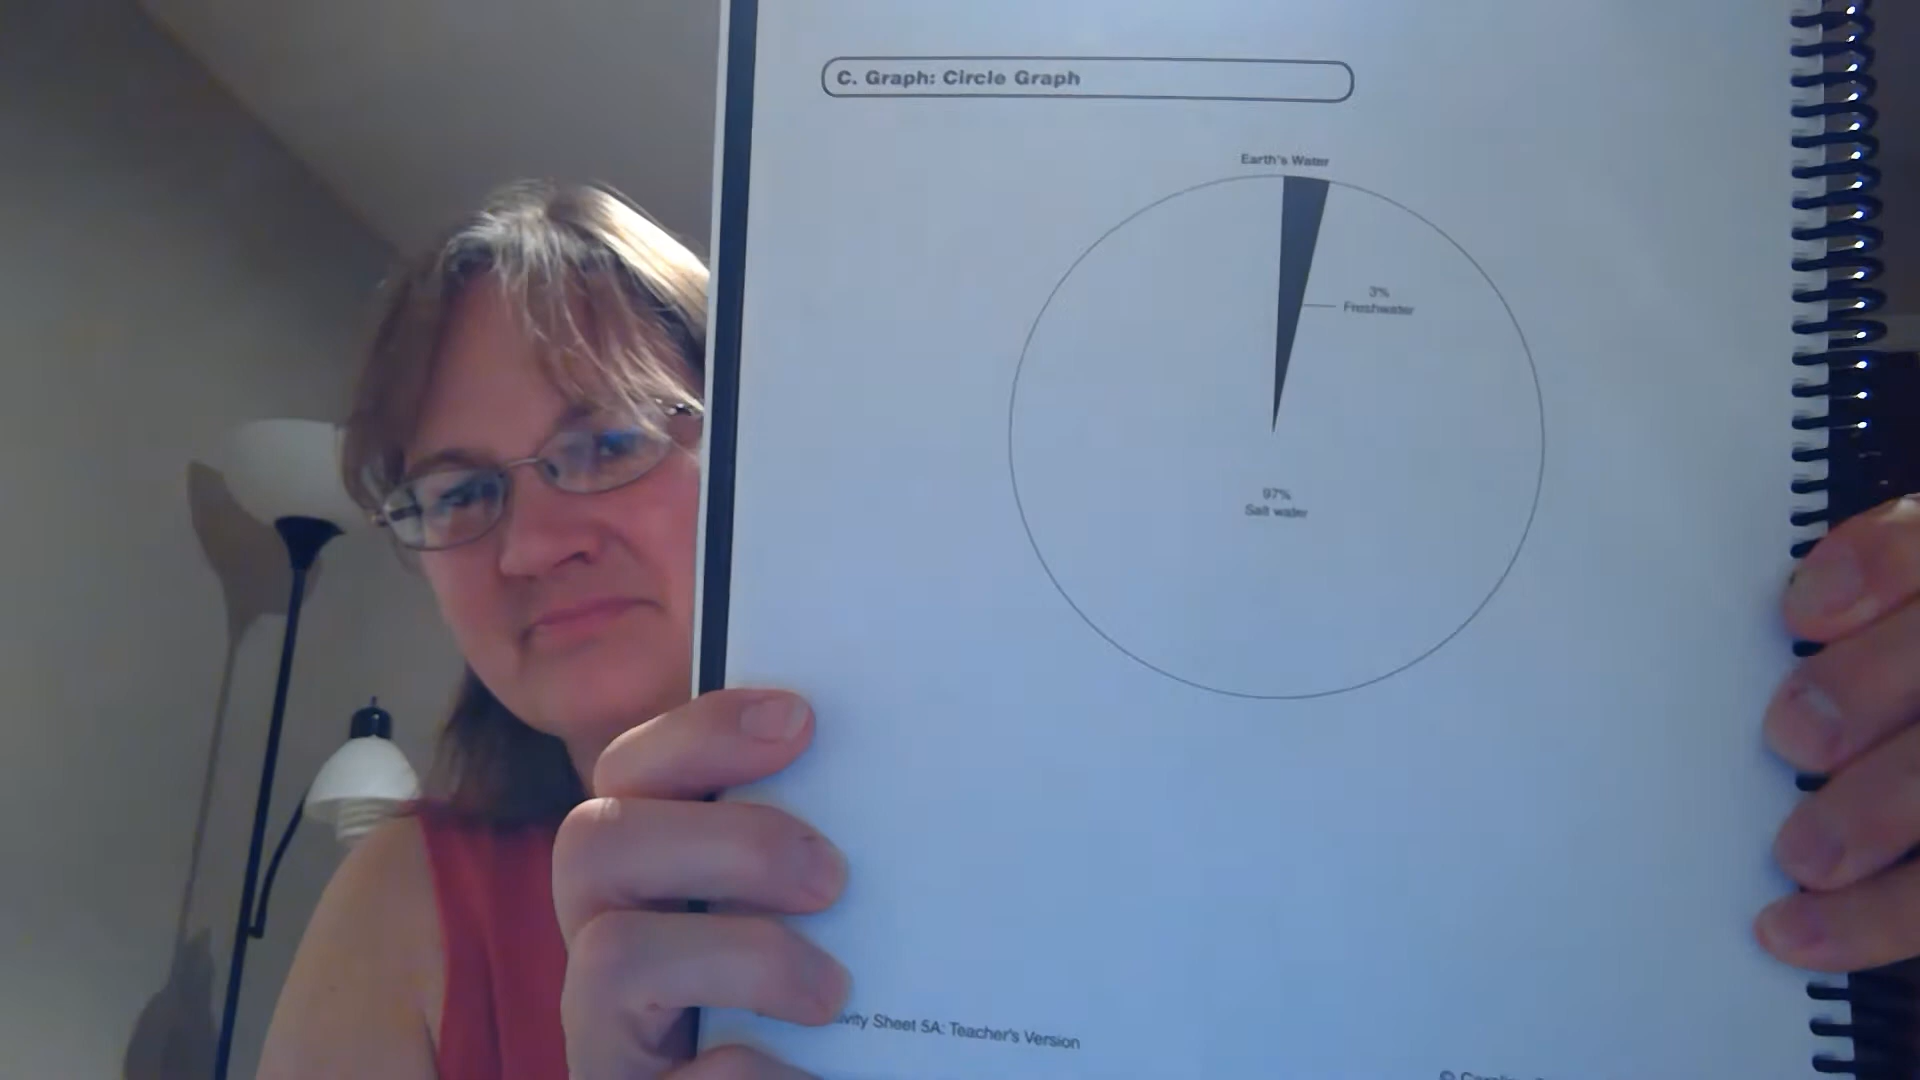 C. Graph: Circle Graph
Earth's Water
3%
Freshwater
97%
Salt water
Sheet 5A: Teacher's Version
©